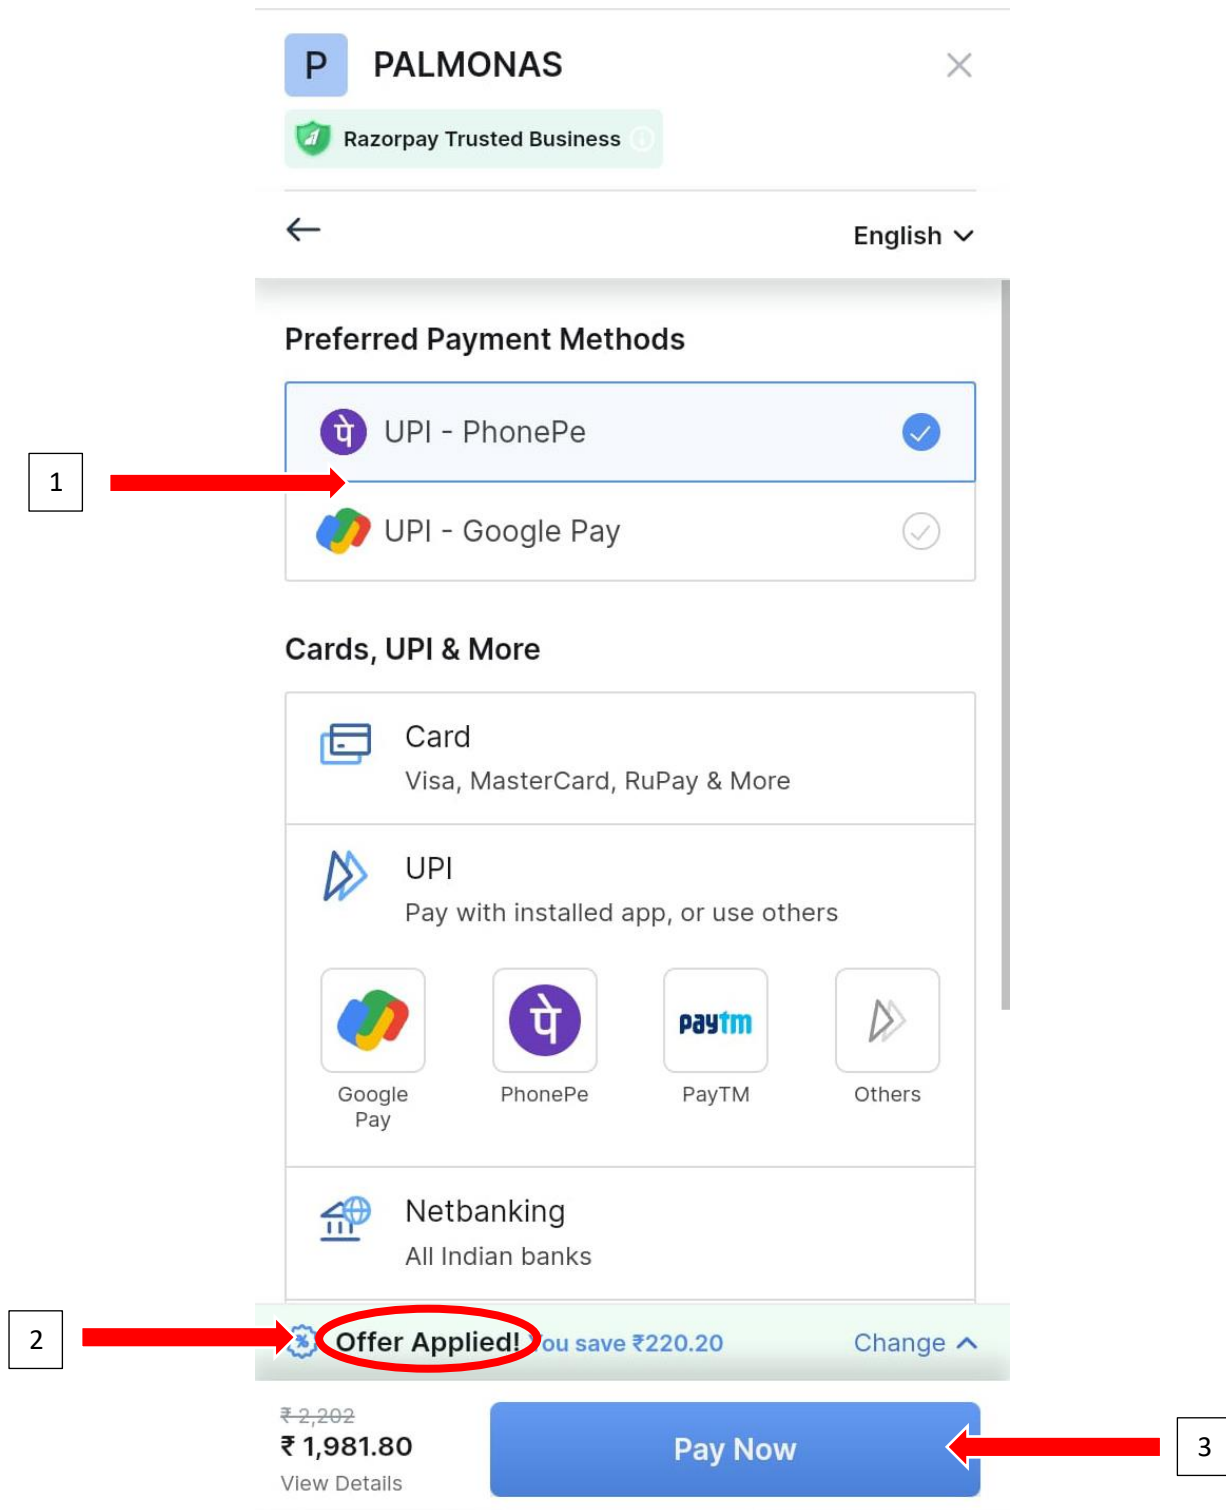 P PALMONAS
Razorpay Trusted Business
English
Preferred Payment Methods
पे UPI - PhonePe
1
UPI - Google Pay
Cards, UPI & More
Card
Visa, MasterCard, RuPay & More
UPI
Pay with installed app, or use others
पे
paytm
Google Pay
PhonePe
PayTM
Others
Netbanking
All Indian banks
2
Offer Applied! You save ₹220.20 Change
₹ 2,202
₹ 1,981.80
View Details
Pay Now
3